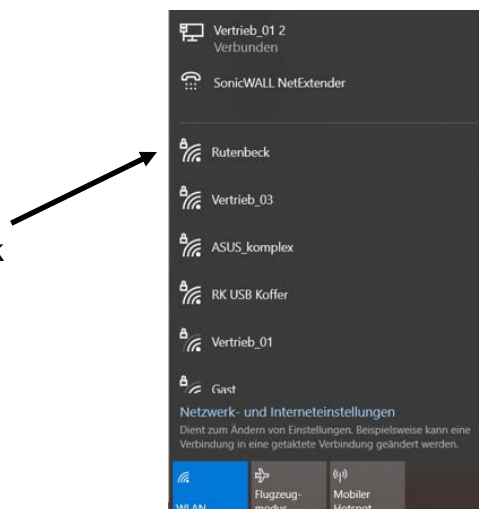 Vertrieb_01 2
Verbunden
SonicWALL NetExtender
Rutenbeck
Vertrieb_03
k
ASUS_komplex
RK USB Koffer
Vertrieb_01
Gast
Netzwerk- und Interneteinstellungen
Dient zum Ändern von Einstellungen. Beispielsweise kann eine
Verbindung in eine getaktete Verbindung geändert werden.
WLAN
Flugzeug-
modus
Mobiler
Hotspot